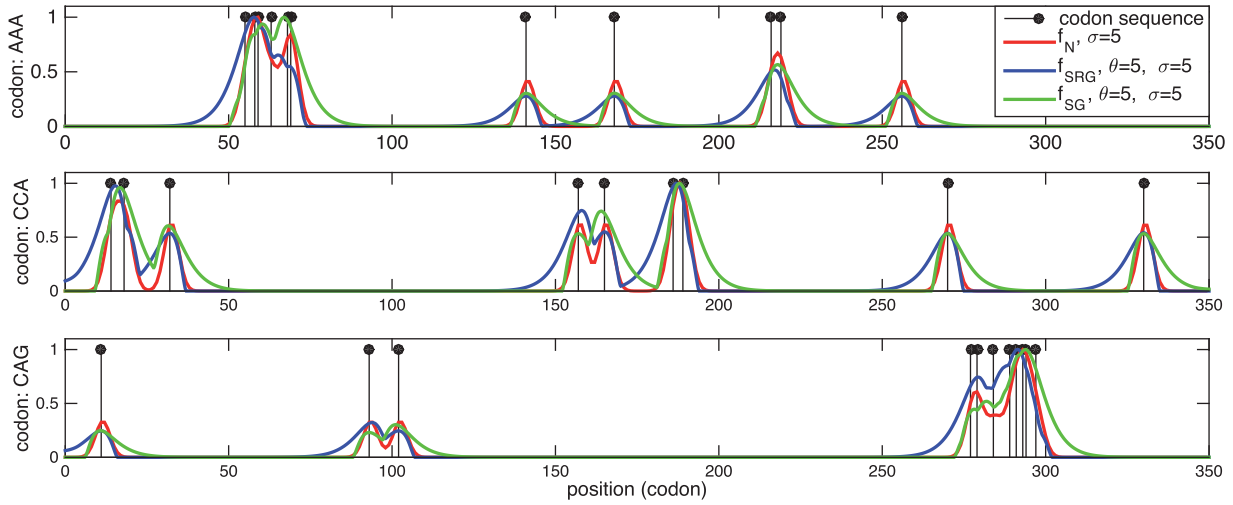 codon: AAA
1
0.5
0
codon sequence
f_N, σ=5
f_SRG, θ=5, σ=5
f_SG, θ=5, σ=5
0 50 100 150 200 250 300 350
codon: CCA
1
0.5
0
0 50 100 150 200 250 300 350
codon: CAG
1
0.5
0
0 50 100 150 200 250 300 350
position (codon)